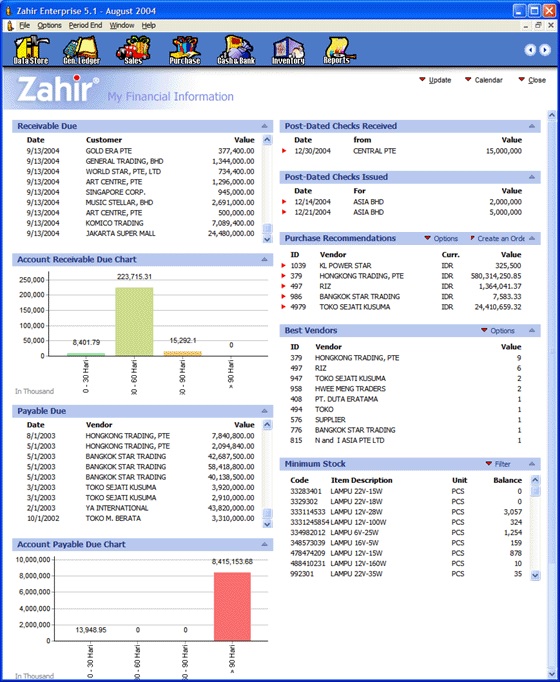 Zahir Enterprise 5.1 - August 2004
File Options Period End Window Help
Data Store Gen. Ledger Sales Purchase Cash & Bank Inventory Reports
Zahir My Financial Information
Update Calendar Close
Receivable Due
Date Customer Value
9/13/2004 GOLD ERA PTE 377,400.00
9/13/2004 GENERAL TRADING, BHD 1,344,000.00
9/13/2004 WORLD STAR, PTE, LTD 734,400.00
9/13/2004 ART CENTRE, PTE 1,296,000.00
9/13/2004 SINGAPORE CORP. 945,000.00
9/13/2004 MUSIC STELLAR, BHD 2,691,000.00
9/13/2004 ART CENTRE, PTE 500,000.00
9/13/2004 KOMICO TRADING 7,089,400.00
9/13/2004 JAKARTA SUPER MALL 24,480,000.00
Account Receivable Due Chart
250,000
200,000
150,000
100,000
50,000
0
8,401.79
223,715.31
15,292.1
0
0 - 30 Hari
0 - 60 Hari
0 - 90 Hari
> 90 Hari
In Thousand
Payable Due
Date Vendor Value
8/1/2003 HONGKONG TRADING, PTE 7,840,800.00
6/1/2003 HONGKONG TRADING, PTE 2,094,840.00
5/1/2003 BANGKOK STAR TRADING 42,687,500.00
5/1/2003 BANGKOK STAR TRADING 58,418,800.00
5/1/2003 BANGKOK STAR TRADING 40,138,500.00
3/1/2003 TOKO SEJATI KUSUMA 3,920,000.00
3/1/2003 TOKO SEJATI KUSUMA 2,910,000.00
2/1/2003 YA INTERNATIONAL 43,820,000.00
10/1/2002 TOKO M. BERATA 3,310,000.00
Account Payable Due Chart
10,000,000
8,000,000
6,000,000
4,000,000
2,000,000
0
13,948.95
0
0
8,415,153.68
0 - 30 Hari
0 - 60 Hari
0 - 90 Hari
> 90 Hari
In Thousand
Post-Dated Checks Received
Date from Value
12/30/2004 CENTRAL PTE 15,000,000
Post-Dated Checks Issued
Date For Value
12/14/2004 ASIA BHD 2,000,000
12/21/2004 ASIA BHD 5,000,000
Purchase Recommendations Options Create an Orde
ID Vendor Curr. Value
1039 KL POWER STAR IDR 325,500
379 HONGKONG TRADING, PTE IDR 580,314,250.85
497 RIZ IDR 1,364,041.37
986 BANGKOK STAR TRADING IDR 7,583.33
4979 TOKO SEJATI KUSUMA IDR 24,410,659.32
Best Vendors Options
ID Vendor
379 HONGKONG TRADING, PTE 9
497 RIZ 6
947 TOKO SEJATI KUSUMA 2
958 HWEE MENG TRADERS 2
408 PT. DUTA ERATAMA 1
494 TOKO 1
576 SUPPLIER 1
776 BANGKOK STAR TRADING 1
815 N and I ASIA PTE LTD 1
Minimum Stock Filter
Code Item Description Unit Balance
33283401 LAMPU 22V-15W PCS 0
3329302 LAMPU 22V-18W PCS 0
333114533 LAMPU 12V-28W PCS 3,057
3331245854 LAMPU 12V-100W PCS 324
334982012 LAMPU 6V-25W PCS 1,254
348573039 LAMPU 16V-5W PCS 159
478474209 LAMPU 12V-15W PCS 878
488410231 LAMPU 12V-160W PCS 10
992301 LAMPU 22V-35W PCS 35